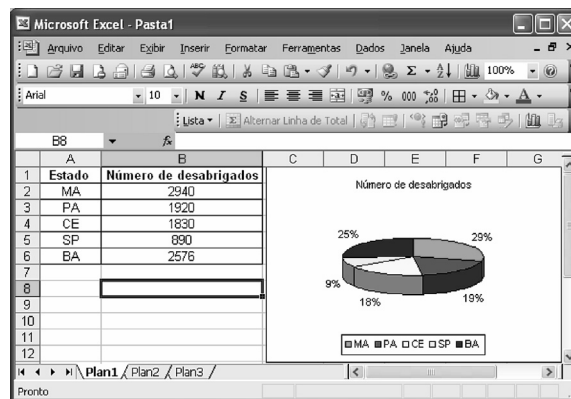 Microsoft Excel - Pasta1
Arquivo Editar Exibir Inserir Formatar Ferramentas Dados Janela Ajuda
100%
Arial 10 N I S % 000
Lista Alternar Linha de Total
B8 fx
A B C D E F G
1 Estado Número de desabrigados
2 MA 2940
3 PA 1920
4 CE 1830
5 SP 890
6 BA 2576
7
8
9
10
11
12
Número de desabrigados
25% 29%
9% 18% 19%
MA PA CE SP BA
Plan1 Plan2 Plan3
Pronto